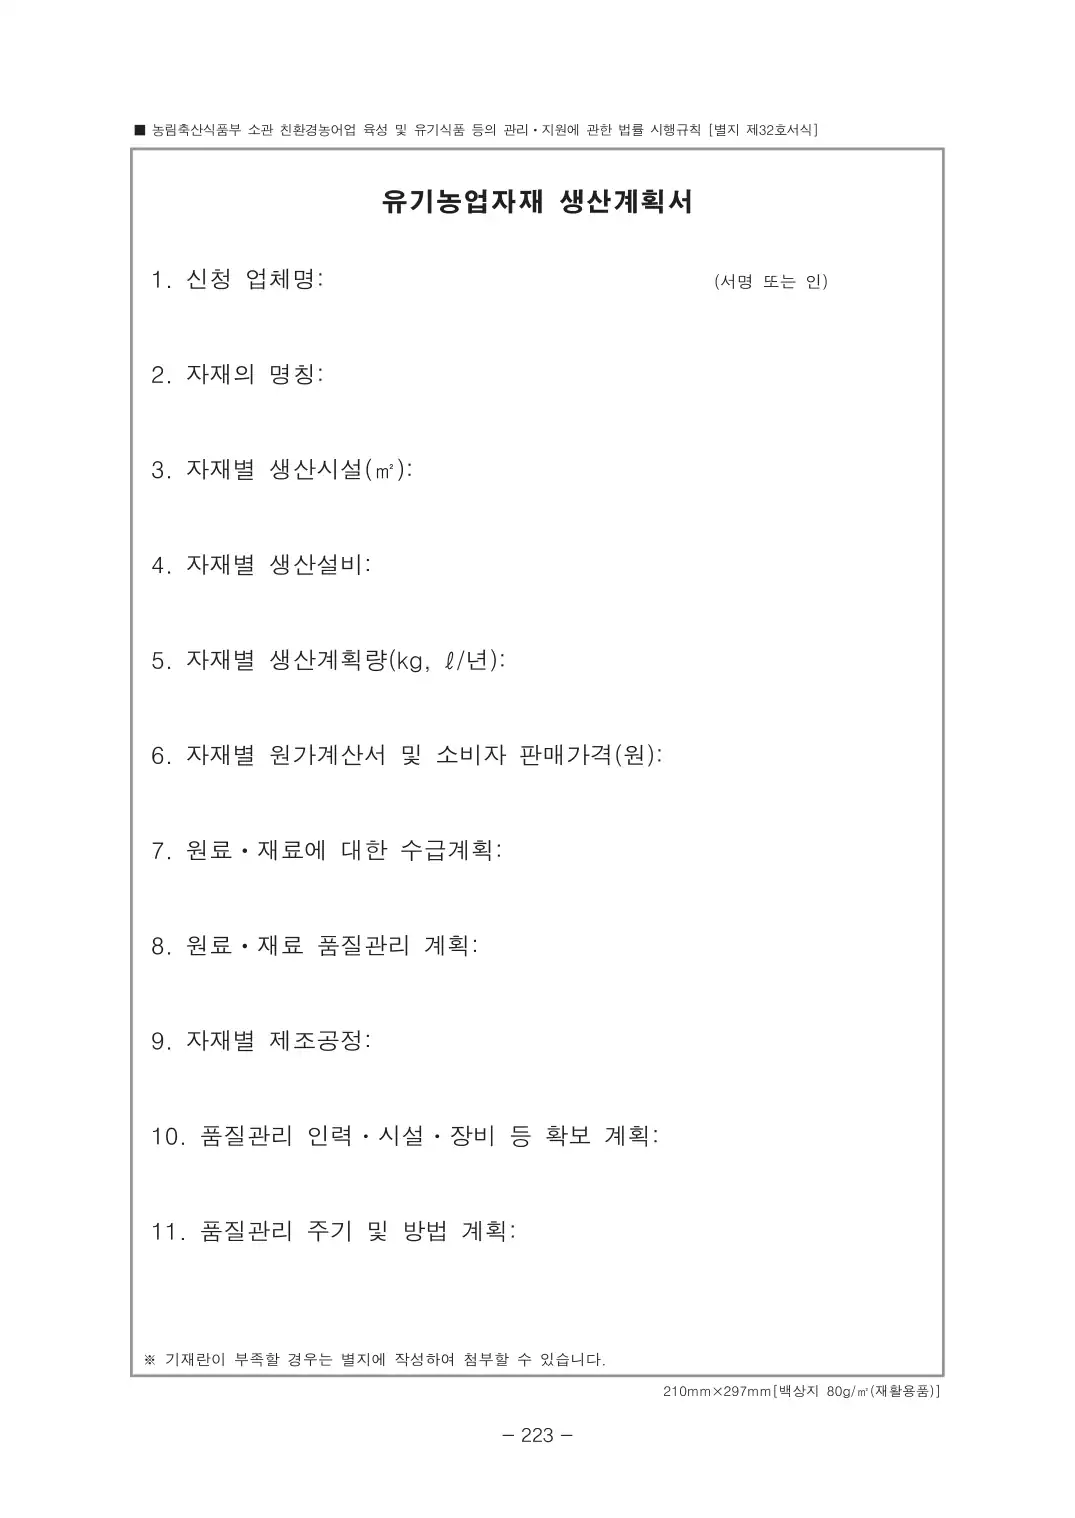 ■ 농림축산식품부 소관 친환경농어업 육성 및 유기식품 등의 관리·지원에 관한 법률 시행규칙 [별지 제32호서식]
유기농업자재 생산계획서
1. 신청 업체명: (서명 또는 인)
2. 자재의 명칭:
3. 자재별 생산시설(㎡):
4. 자재별 생산설비:
5. 자재별 생산계획량(kg, ℓ/년):
6. 자재별 원가계산서 및 소비자 판매가격(원):
7. 원료·재료에 대한 수급계획:
8. 원료·재료 품질관리 계획:
9. 자재별 제조공정:
10. 품질관리 인력·시설·장비 등 확보 계획:
11. 품질관리 주기 및 방법 계획:
※ 기재란이 부족할 경우는 별지에 작성하여 첨부할 수 있습니다.
210mm×297mm[백상지 80g/㎡(재활용품)]
- 223 -